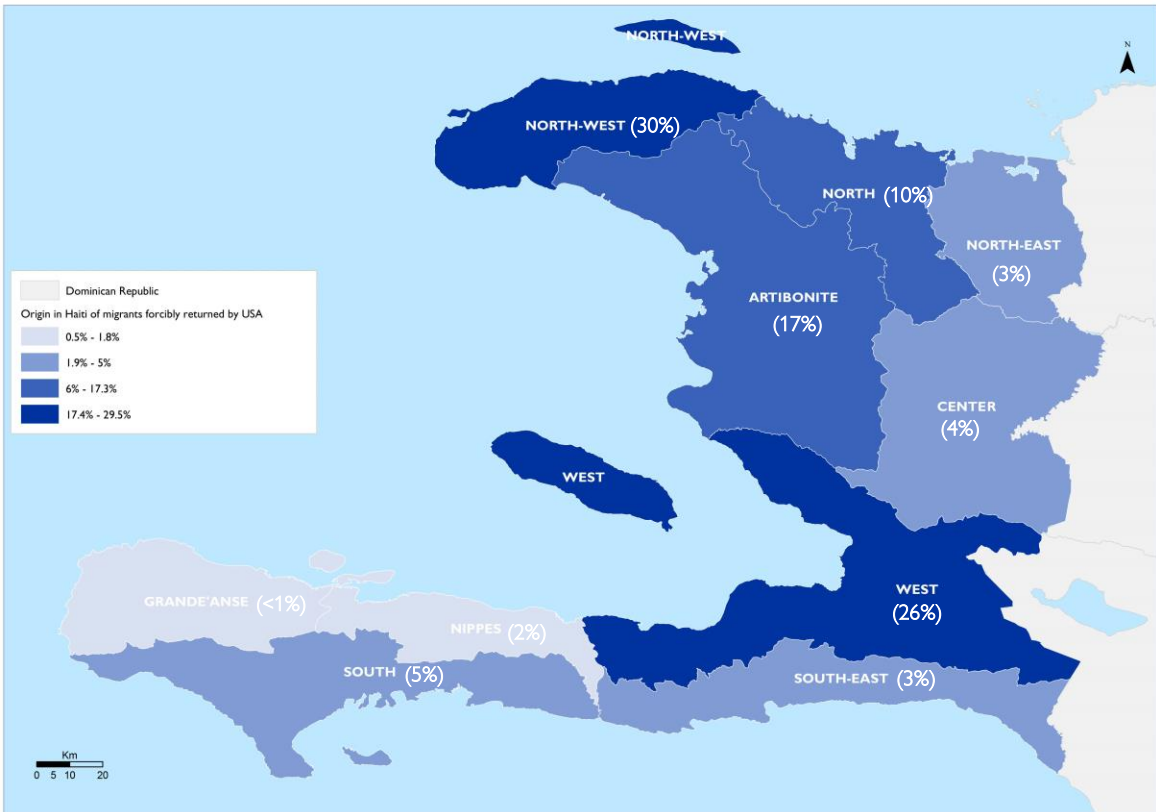 NORTH-WEST
N
NORTH-WEST (30%)
NORTH (10%)
NORTH-EAST
(3%)
Dominican Republic
Origin in Haiti of migrants forcibly returned by USA
0.5% - 1.8%
1.9% - 5%
6% - 17.3%
17.4% - 29.5%
ARTIBONITE
(17%)
CENTER
(4%)
WEST
WEST
(26%)
GRANDE'ANSE (<1%)
NIPPES (2%)
SOUTH (5%)
SOUTH-EAST (3%)
Km
0 5 10 20